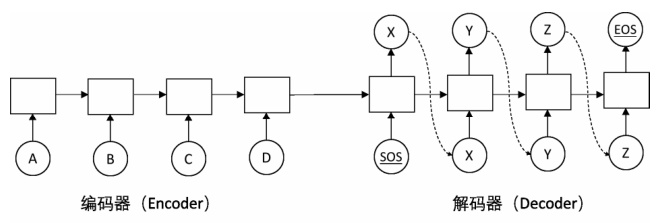 X Y Z EOS
A B C D SOS X Y Z
编码器（Encoder） 解码器（Decoder）